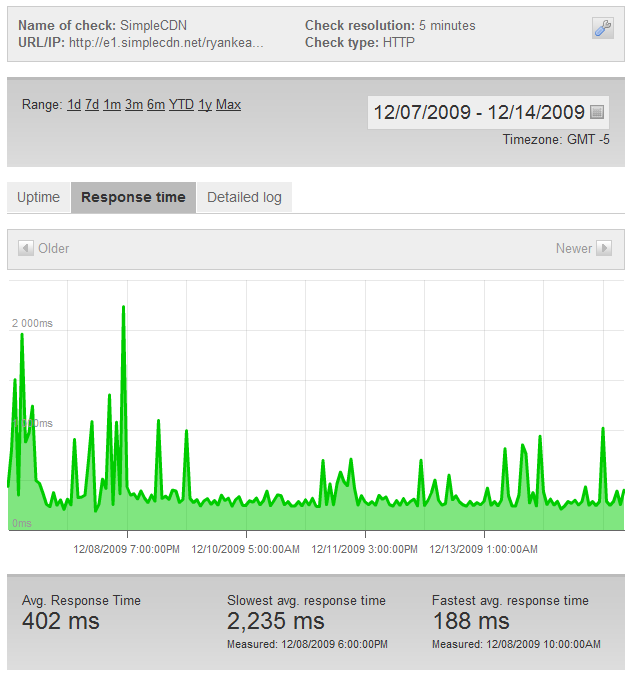 Name of check: SimpleCDN
Check resolution: 5 minutes
URL/IP: http://e1.simplecdn.net/ryankea...
Check type: HTTP
Range: 1d 7d 1m 3m 6m YTD 1y Max
12/07/2009 - 12/14/2009
Timezone: GMT -5
Uptime
Response time
Detailed log
Older
Newer
2 000ms
0ms
12/08/2009 7:00:00PM
12/10/2009 5:00:00AM
12/11/2009 3:00:00PM
12/13/2009 1:00:00AM
Avg. Response Time
402 ms
Slowest avg. response time
2,235 ms
Measured: 12/08/2009 6:00:00PM
Fastest avg. response time
188 ms
Measured: 12/08/2009 10:00:00AM